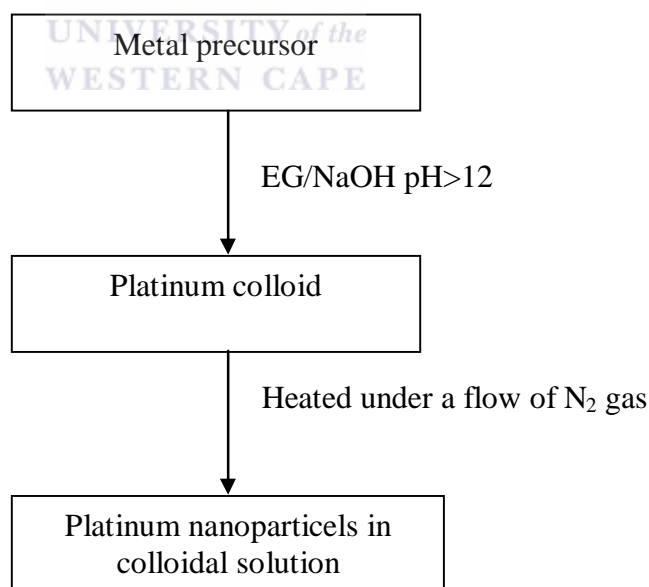 UNIVERSITY of the
Metal precursor
WESTERN CAPE
EG/NaOH pH>12
Platinum colloid
Heated under a flow of N₂ gas
Platinum nanoparticels in
colloidal solution